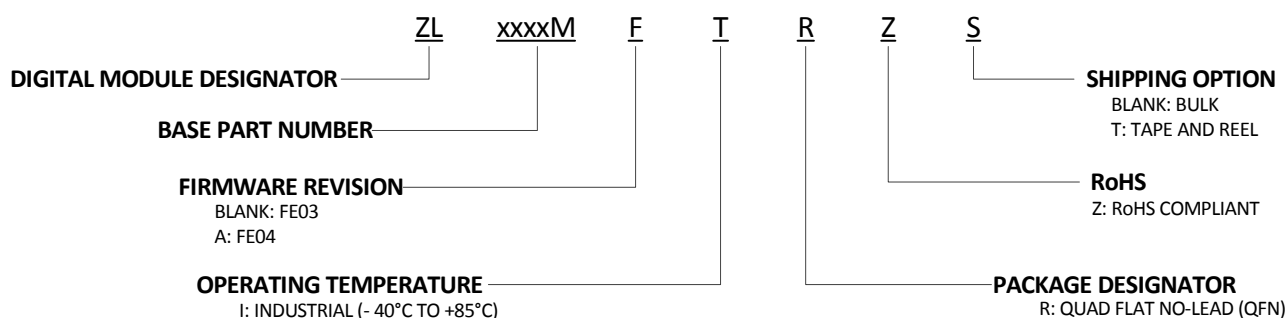 ZL xxxxM F T R Z S
DIGITAL MODULE DESIGNATOR
BASE PART NUMBER
FIRMWARE REVISION
BLANK: FE03
A: FE04
OPERATING TEMPERATURE
I: INDUSTRIAL (- 40°C TO +85°C)
SHIPPING OPTION
BLANK: BULK
T: TAPE AND REEL
RoHS
Z: RoHS COMPLIANT
PACKAGE DESIGNATOR
R: QUAD FLAT NO-LEAD (QFN)